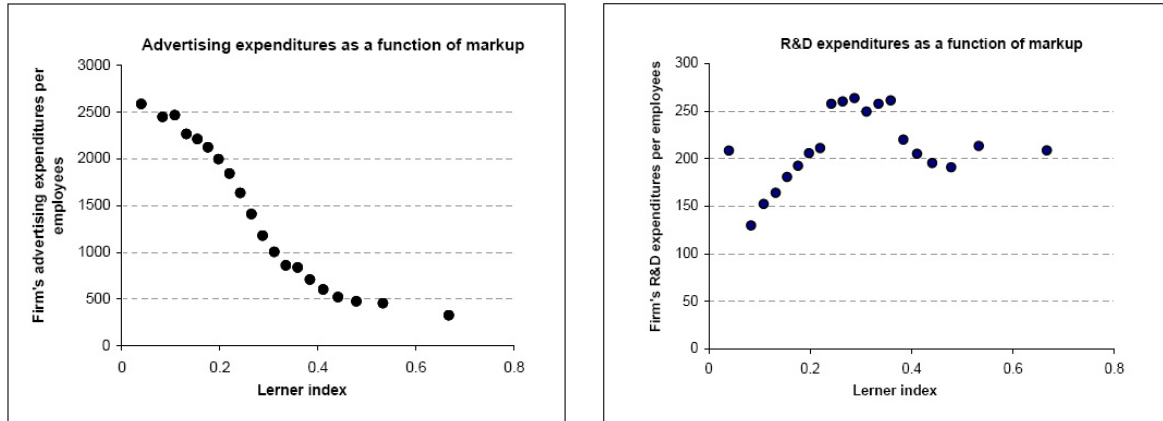 Advertising expenditures as a function of markup
Firm's advertising expenditures per
employees
3000
2500
2000
1500
1000
500
0
0 0.2 0.4 0.6 0.8
Lerner index
R&D expenditures as a function of markup
Firm's R&D expenditures per employees
300
250
200
150
100
50
0
0 0.2 0.4 0.6 0.8
Lerner index